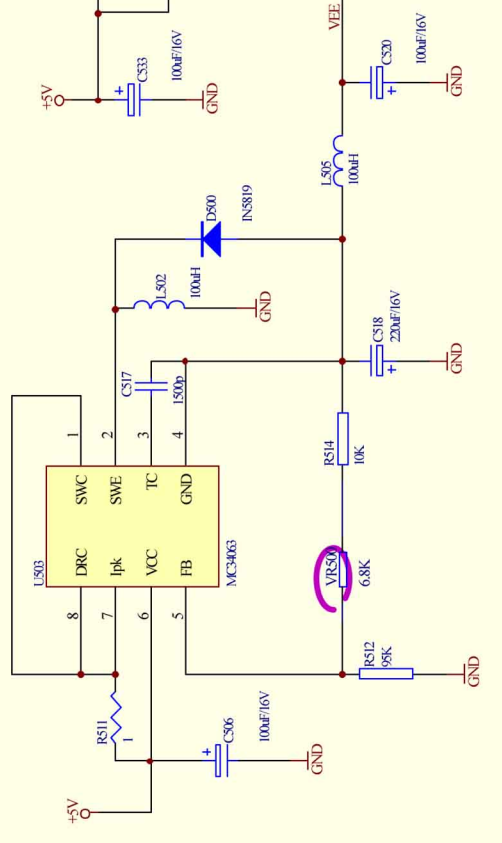 VEE
C533
100uF/16V
+5V
GND
C520
100uF/16V
GND
L505
100uH
D500
IN5819
L502
100uH
GND
C517
1500p
C518
220uF/16V
GND
1
2
3
4
SWC
SWE
TC
GND
R514
10K
U503
DRC
Ipk
VCC
FB
MC34063
8
7
6
5
VR500
6.8K
R512
95K
GND
R511
1
C506
100uF/16V
GND
+5V